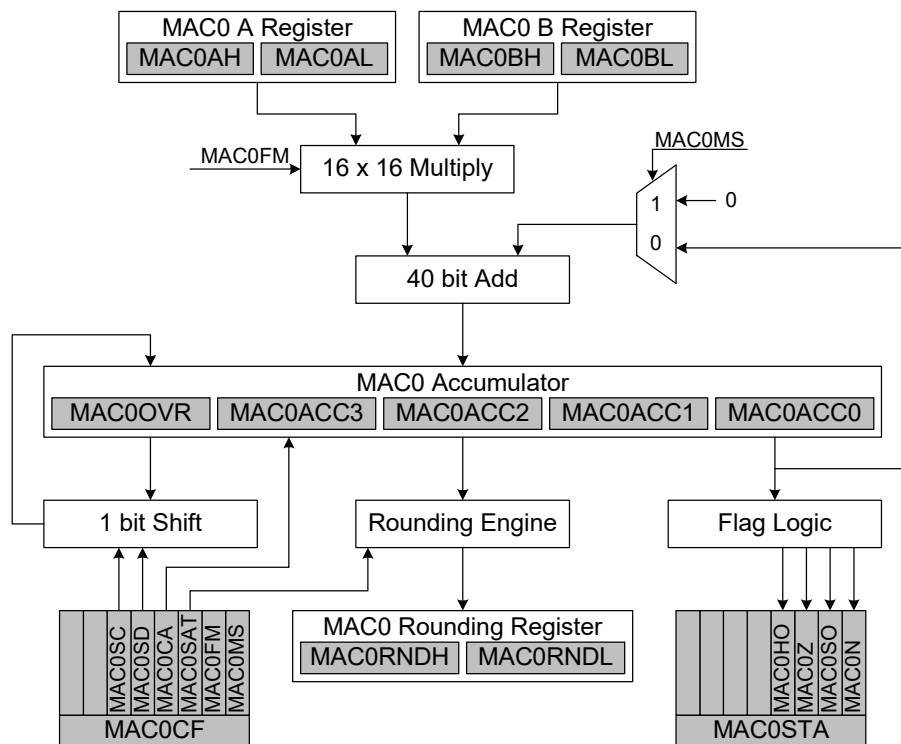 MAC0 A Register
MAC0AH MAC0AL
MAC0 B Register
MAC0BH MAC0BL
MAC0FM
16 x 16 Multiply
MAC0MS
1
0
0
40 bit Add
MAC0 Accumulator
MAC0OVR MAC0ACC3 MAC0ACC2 MAC0ACC1 MAC0ACC0
1 bit Shift
Rounding Engine
Flag Logic
MAC0SC
MAC0SD
MAC0CA
MAC0SAT
MAC0FM
MAC0MS
MAC0CF
MAC0 Rounding Register
MAC0RNDH MAC0RNDL
MAC0HO
MAC0Z
MAC0SO
MAC0N
MAC0STA